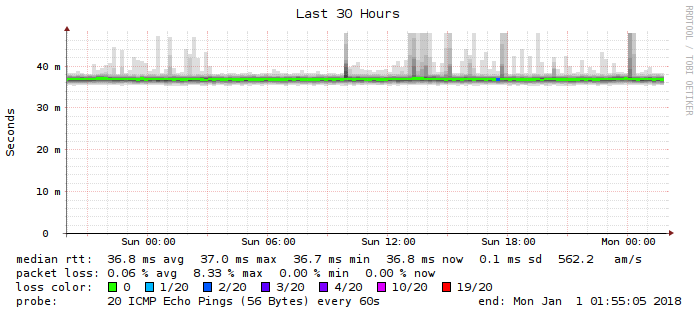 Last 30 Hours
RRDTOOL / TOBI OETIKER
Seconds
40 m
30 m
20 m
10 m
0
Sun 00:00 Sun 06:00 Sun 12:00 Sun 18:00 Mon 00:00
median rtt: 36.8 ms avg 37.0 ms max 36.7 ms min 36.8 ms now 0.1 ms sd 562.2 am/s
packet loss: 0.06 % avg 8.33 % max 0.00 % min 0.00 % now
loss color: 0 1/20 2/20 3/20 4/20 10/20 19/20
probe: 20 ICMP Echo Pings (56 Bytes) every 60s end: Mon Jan 1 01:55:05 2018